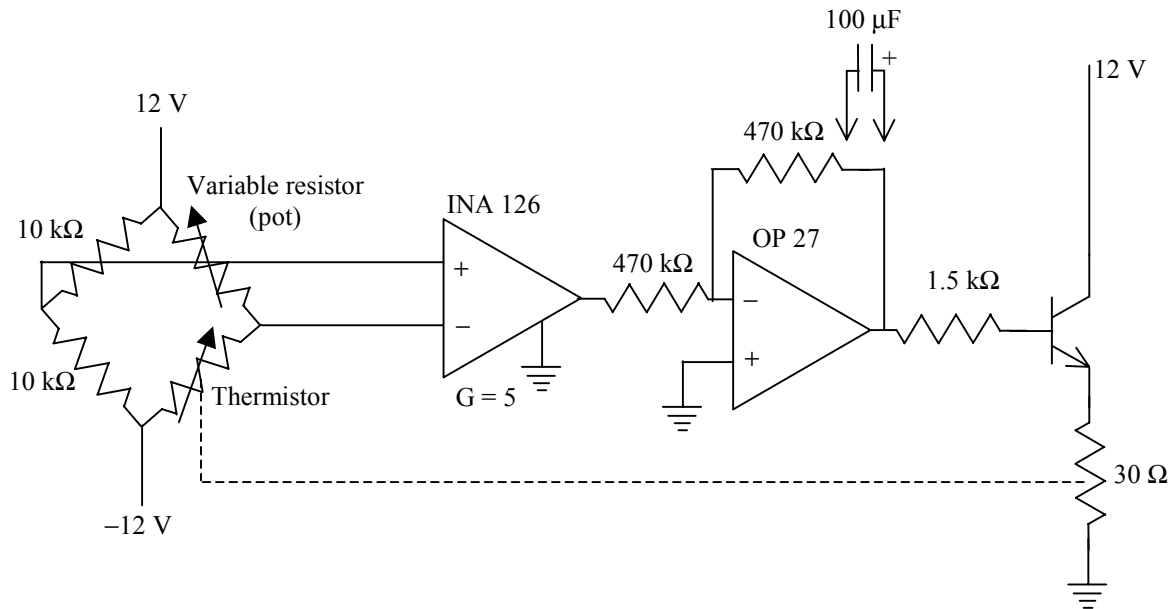 100 μF
+
12 V
12 V
470 kΩ
Variable resistor
(pot)
INA 126
10 kΩ
OP 27
+
470 kΩ
−
1.5 kΩ
−
+
10 kΩ
Thermistor
G = 5
30 Ω
−12 V